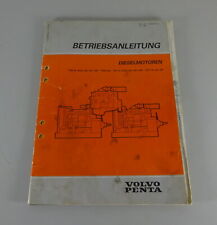 BETRIEBSANLEITUNG
DIESELMOTOREN
VOLVO
PENTA